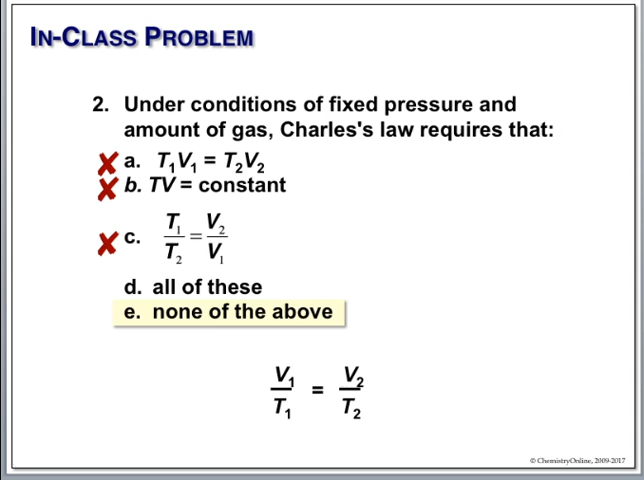 IN-CLASS PROBLEM
2. Under conditions of fixed pressure and
amount of gas, Charles's law requires that:
✘ a. T₁V₁ = T₂V₂
✘ b. TV = constant
✘ c. T₁/T₂ = V₂/V₁
d. all of these
e. none of the above
V₁/T₁ = V₂/T₂
© ChemistryOnline, 2009-2017